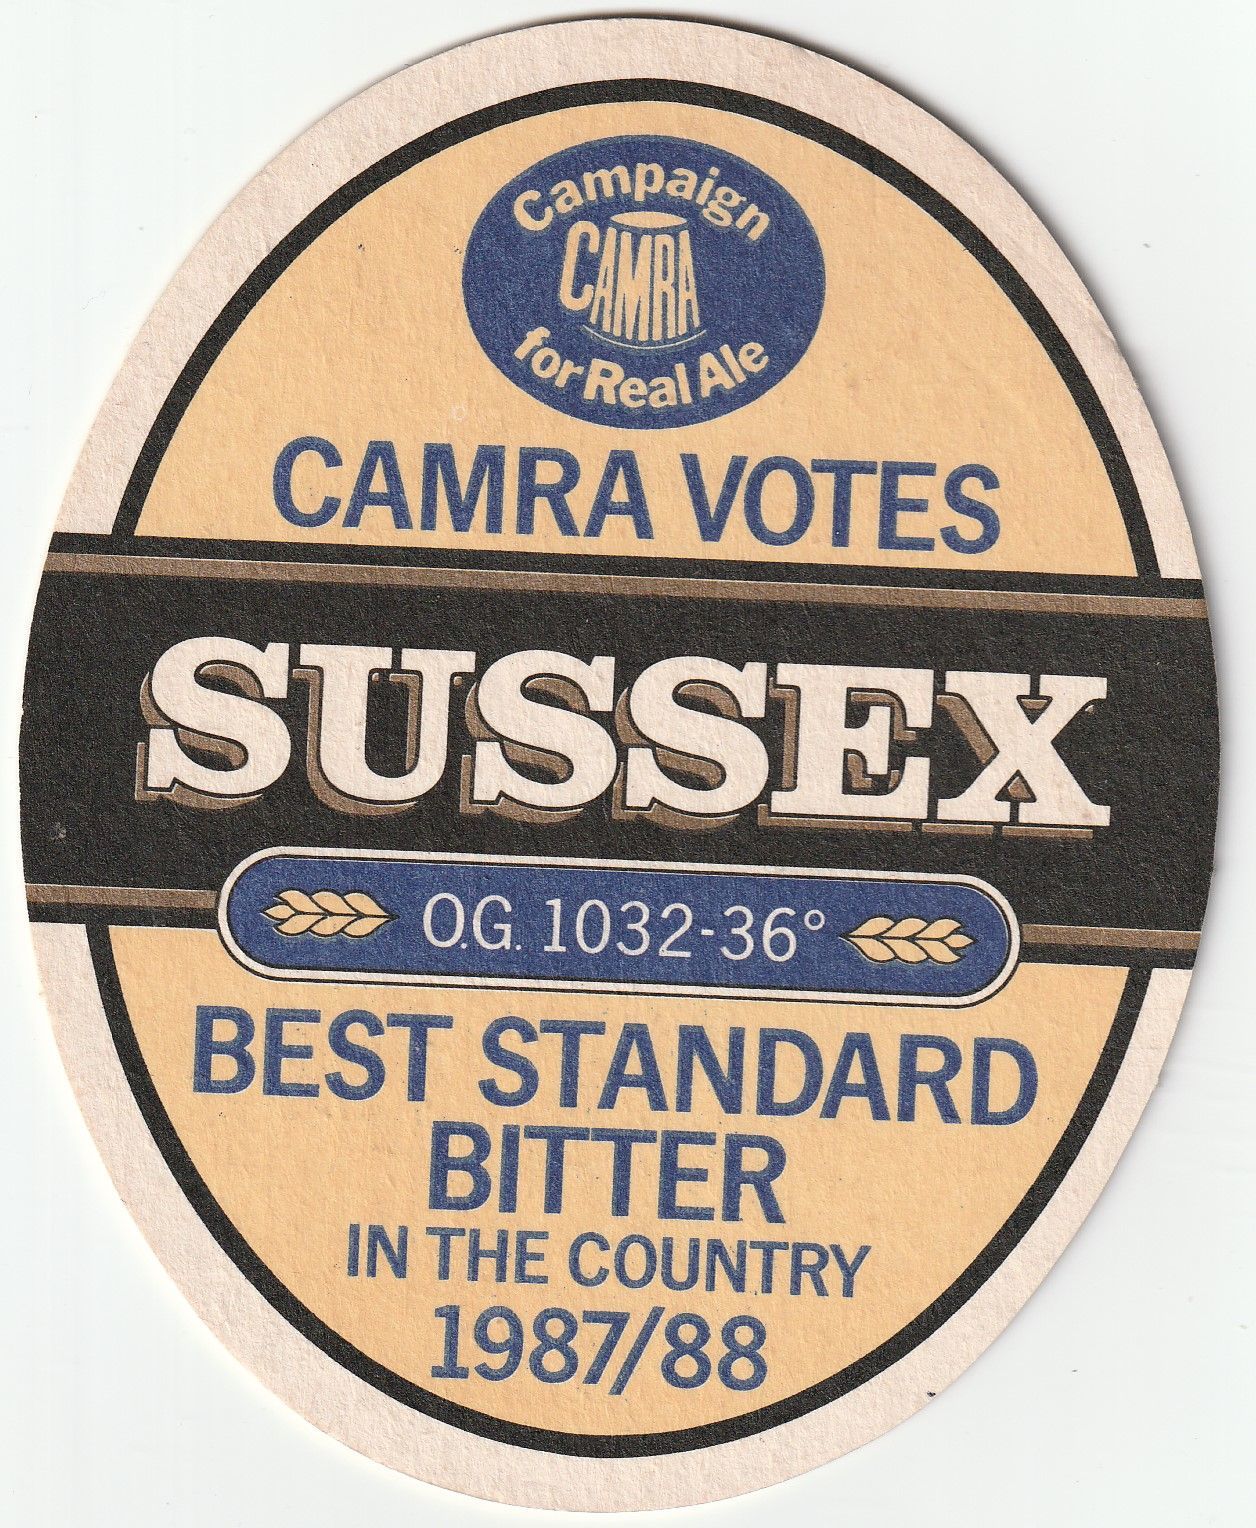 Campaign
CAMRA
for Real Ale
CAMRA VOTES
SUSSEX
O.G. 1032-36°
BEST STANDARD
BITTER
IN THE COUNTRY
1987/88